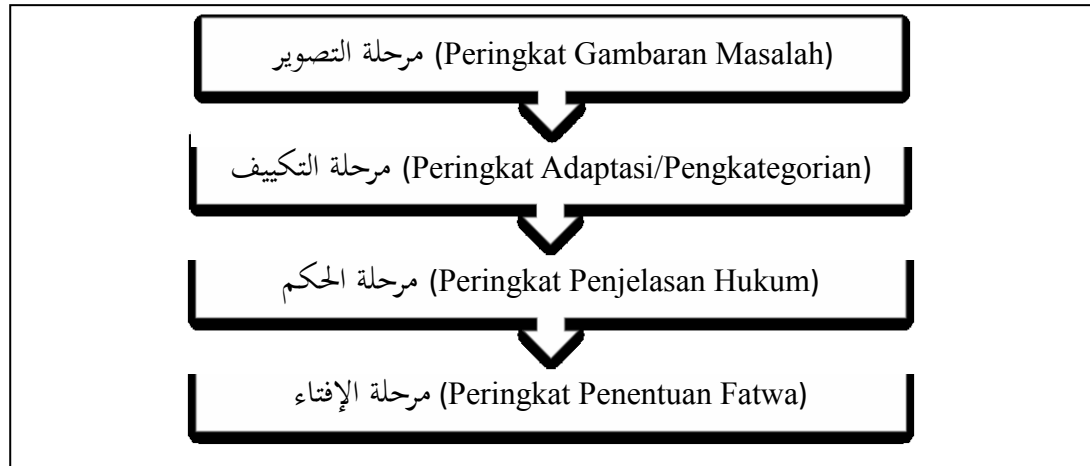 مرحلة التصوير (Peringkat Gambaran Masalah)
مرحلة التكييف (Peringkat Adaptasi/Pengkategorian)
مرحلة الحكم (Peringkat Penjelasan Hukum)
مرحلة الإفتاء (Peringkat Penentuan Fatwa)